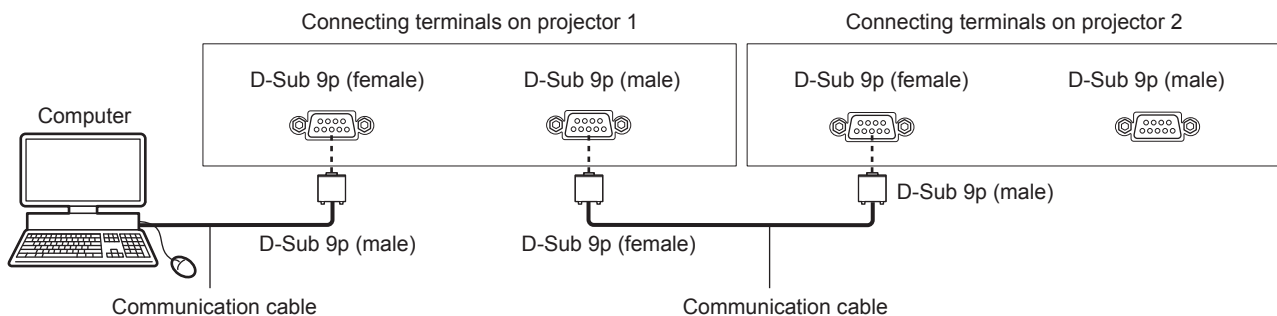 Connecting terminals on projector 1
Connecting terminals on projector 2
D-Sub 9p (female)
D-Sub 9p (male)
D-Sub 9p (female)
D-Sub 9p (male)
Computer
D-Sub 9p (male)
D-Sub 9p (male)
D-Sub 9p (female)
Communication cable
Communication cable